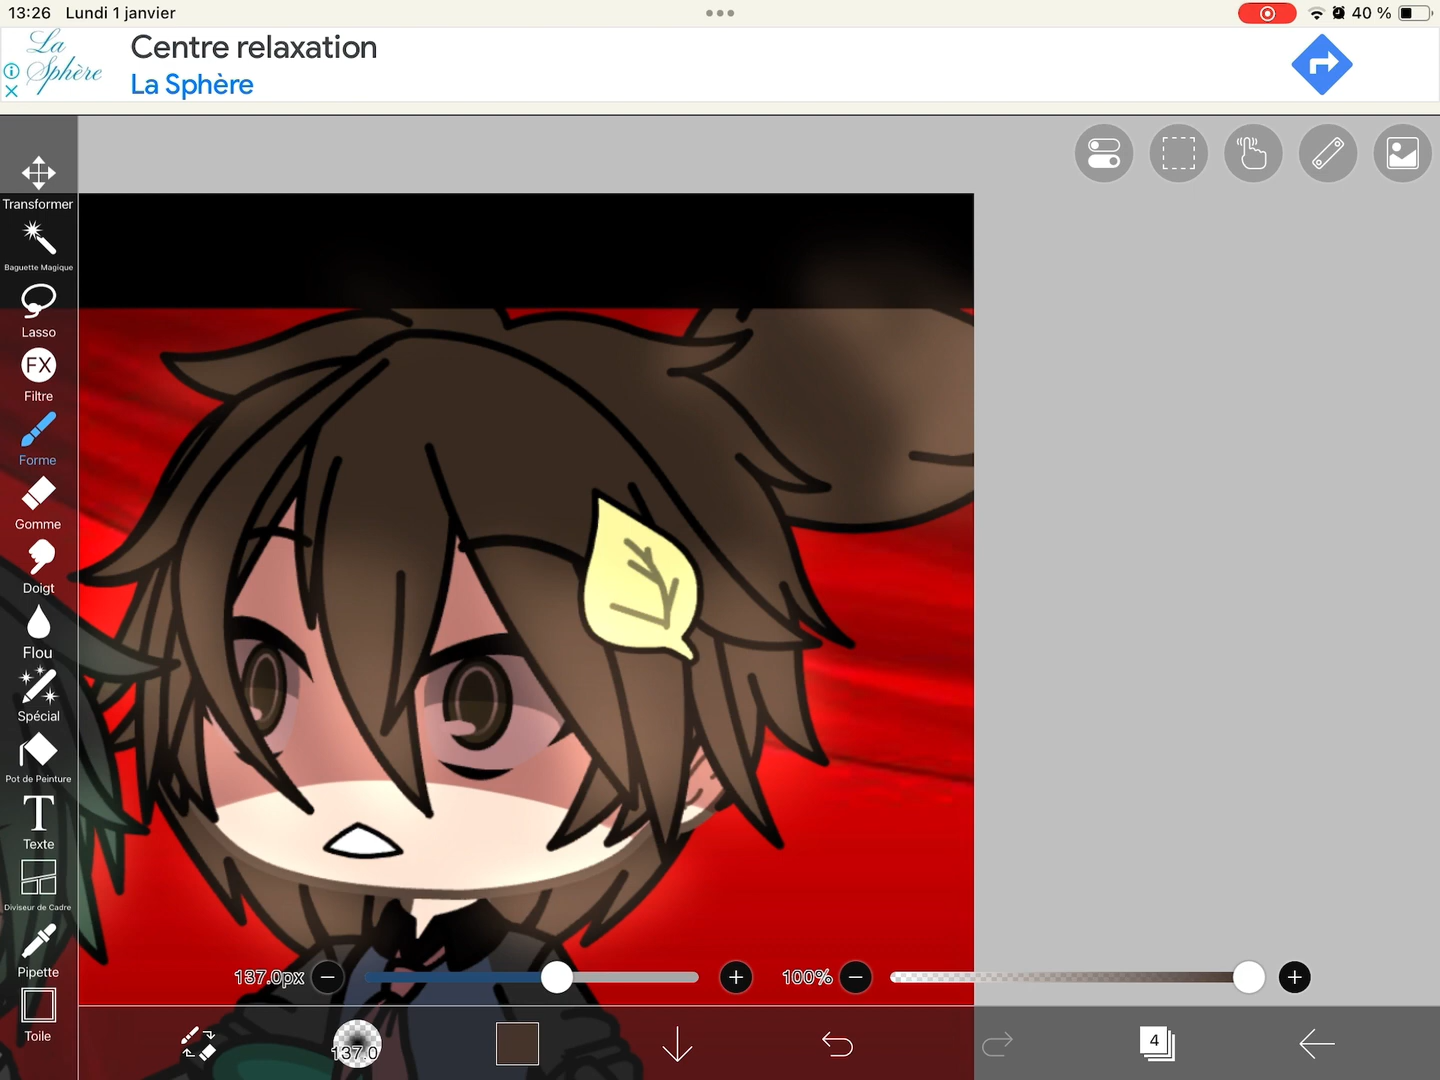 13:26 Lundi 1 janvier
40 %
La Sphère
Centre relaxation
La Sphère
Transformer
Baguette Magique
Lasso
FX
Filtre
Forme
Gomme
Doigt
Flou
Spécial
Pot de Peinture
T
Texte
Diviseur de Cadre
Pipette
Toile
137.0px
100%
137.0
4